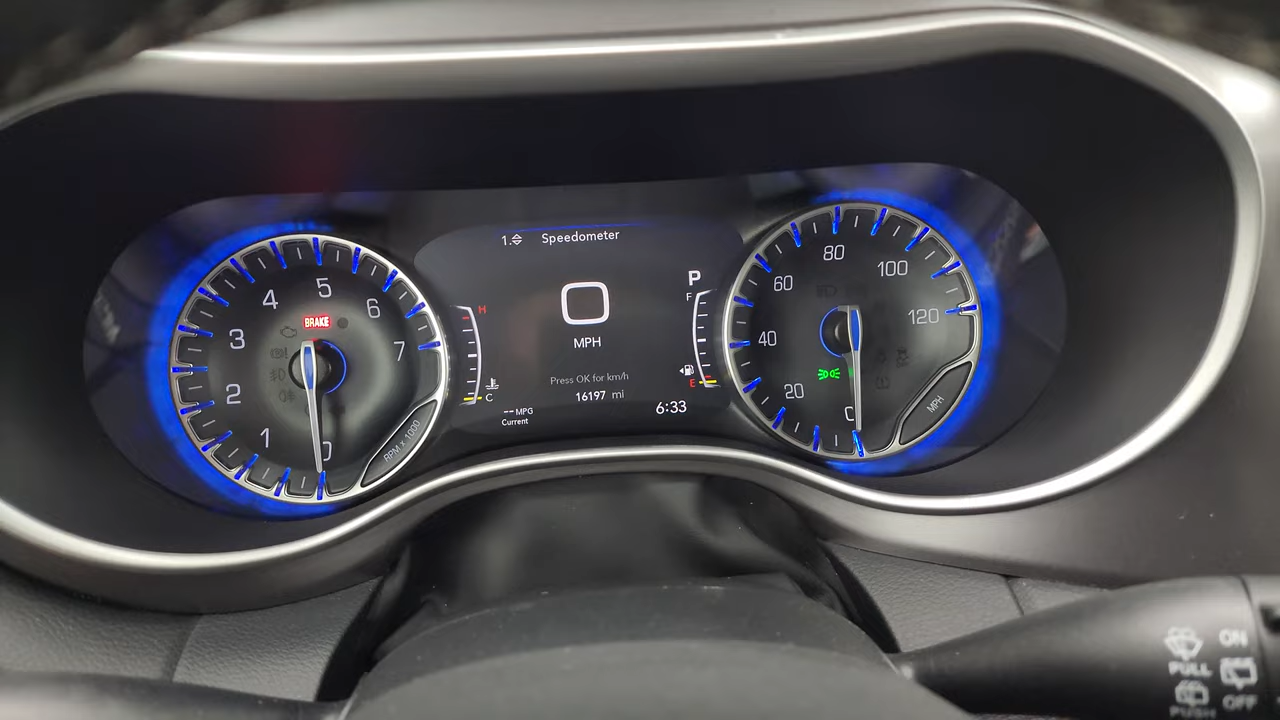 1. Speedometer
0
MPH
Press OK for km/h
16197 mi
-- MPG
Current
6:33
H
C
P
F
E
BRAKE
0
1
2
3
4
5
6
7
RPM x 1000
0
20
40
60
80
100
120
MPH
PULL
ON
OFF
PUSH